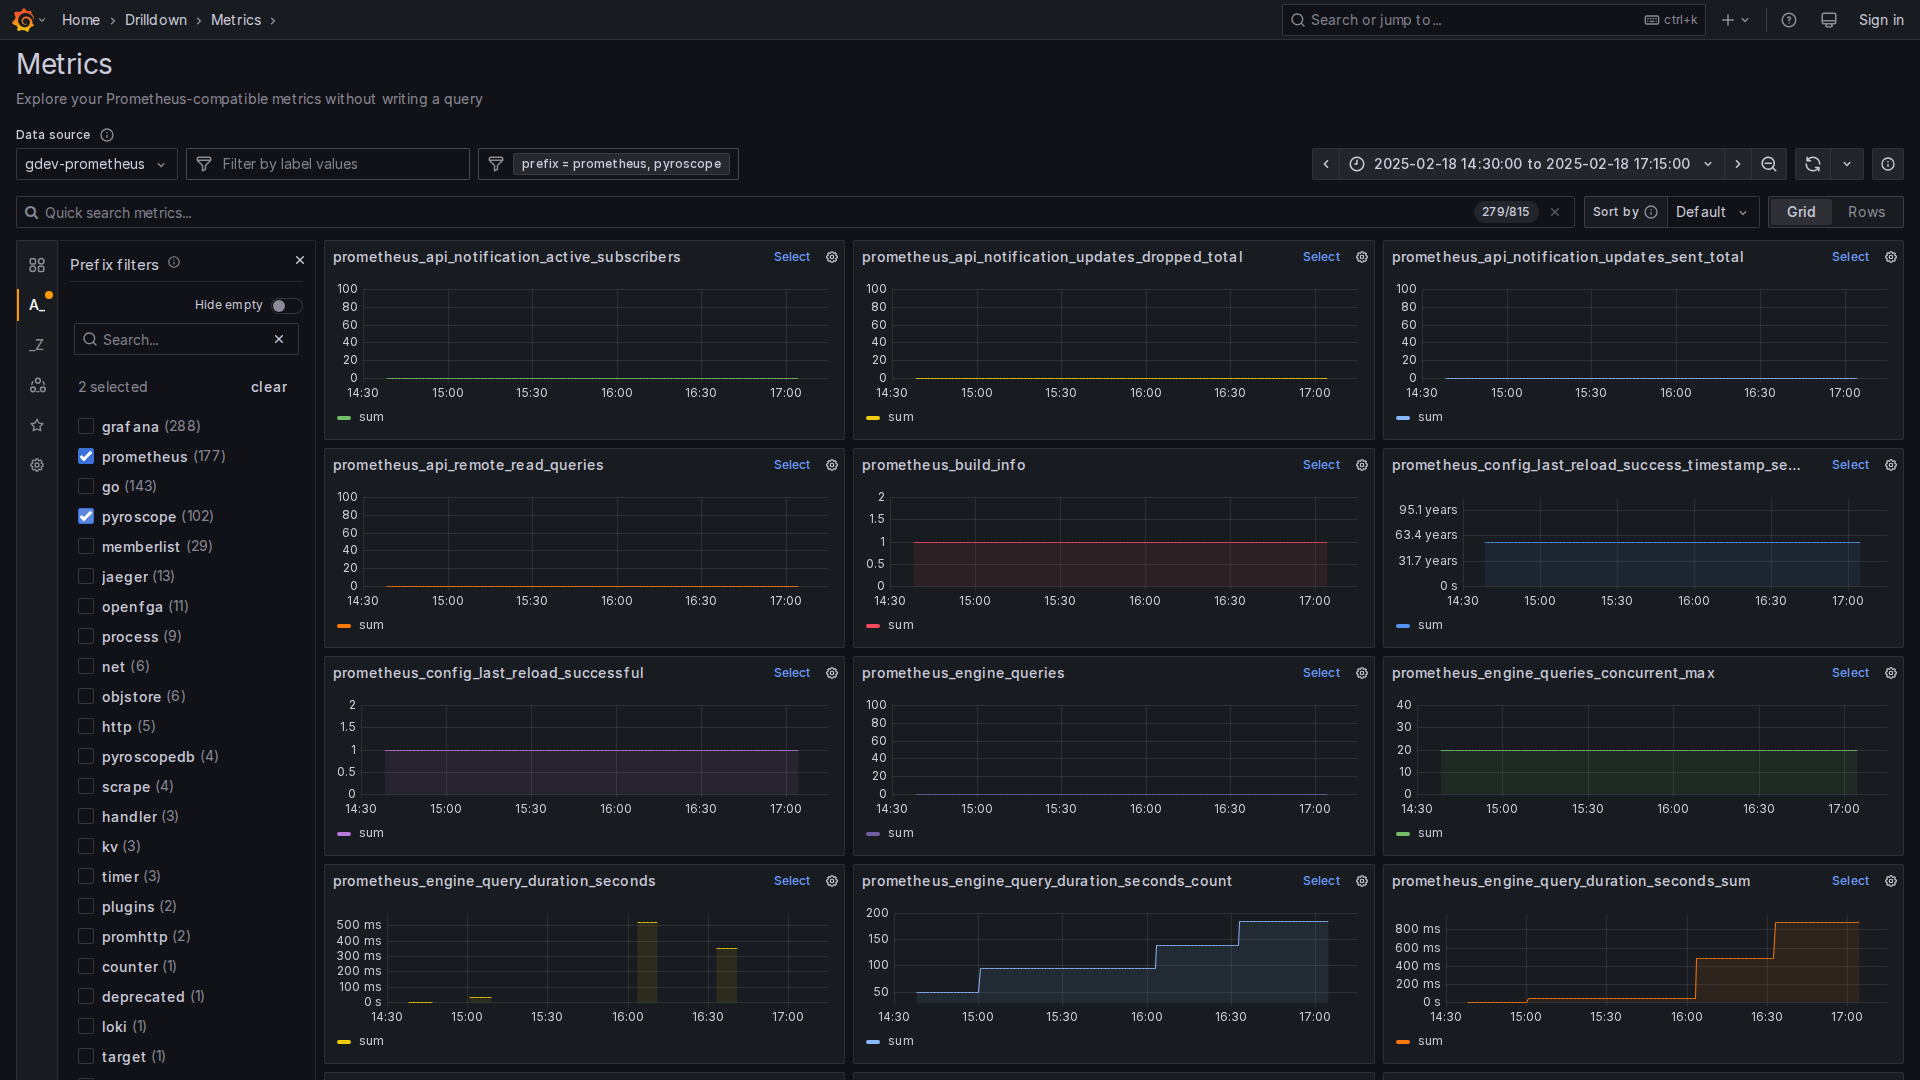 Home › Drilldown › Metrics ›
Search or jump to... ctrl+k
Sign in
Metrics
Explore your Prometheus-compatible metrics without writing a query
Data source
gdev-prometheus
Filter by label values
prefix = prometheus, pyroscope
2025-02-18 14:30:00 to 2025-02-18 17:15:00
Quick search metrics...
279/815
Sort by
Default
Grid
Rows
Prefix filters
Hide empty
Search...
2 selected
clear
grafana (288)
prometheus (177)
go (143)
pyroscope (102)
memberlist (29)
jaeger (13)
openfga (11)
process (9)
net (6)
objstore (6)
http (5)
pyroscopedb (4)
scrape (4)
handler (3)
kv (3)
timer (3)
plugins (2)
promhttp (2)
counter (1)
deprecated (1)
loki (1)
target (1)
A_
_Z
prometheus_api_notification_active_subscribers
Select
100
80
60
40
20
0
14:30 15:00 15:30 16:00 16:30 17:00
sum
prometheus_api_notification_updates_dropped_total
Select
100
80
60
40
20
0
14:30 15:00 15:30 16:00 16:30 17:00
sum
prometheus_api_notification_updates_sent_total
Select
100
80
60
40
20
0
14:30 15:00 15:30 16:00 16:30 17:00
sum
prometheus_api_remote_read_queries
Select
100
80
60
40
20
0
14:30 15:00 15:30 16:00 16:30 17:00
sum
prometheus_build_info
Select
2
1.5
1
0.5
0
14:30 15:00 15:30 16:00 16:30 17:00
sum
prometheus_config_last_reload_success_timestamp_se...
Select
95.1 years
63.4 years
31.7 years
0 s
14:30 15:00 15:30 16:00 16:30 17:00
sum
prometheus_config_last_reload_successful
Select
2
1.5
1
0.5
0
14:30 15:00 15:30 16:00 16:30 17:00
sum
prometheus_engine_queries
Select
100
80
60
40
20
0
14:30 15:00 15:30 16:00 16:30 17:00
sum
prometheus_engine_queries_concurrent_max
Select
40
30
20
10
0
14:30 15:00 15:30 16:00 16:30 17:00
sum
prometheus_engine_query_duration_seconds
Select
500 ms
400 ms
300 ms
200 ms
100 ms
0 s
14:30 15:00 15:30 16:00 16:30 17:00
sum
prometheus_engine_query_duration_seconds_count
Select
200
150
100
50
14:30 15:00 15:30 16:00 16:30 17:00
sum
prometheus_engine_query_duration_seconds_sum
Select
800 ms
600 ms
400 ms
200 ms
0 s
14:30 15:00 15:30 16:00 16:30 17:00
sum